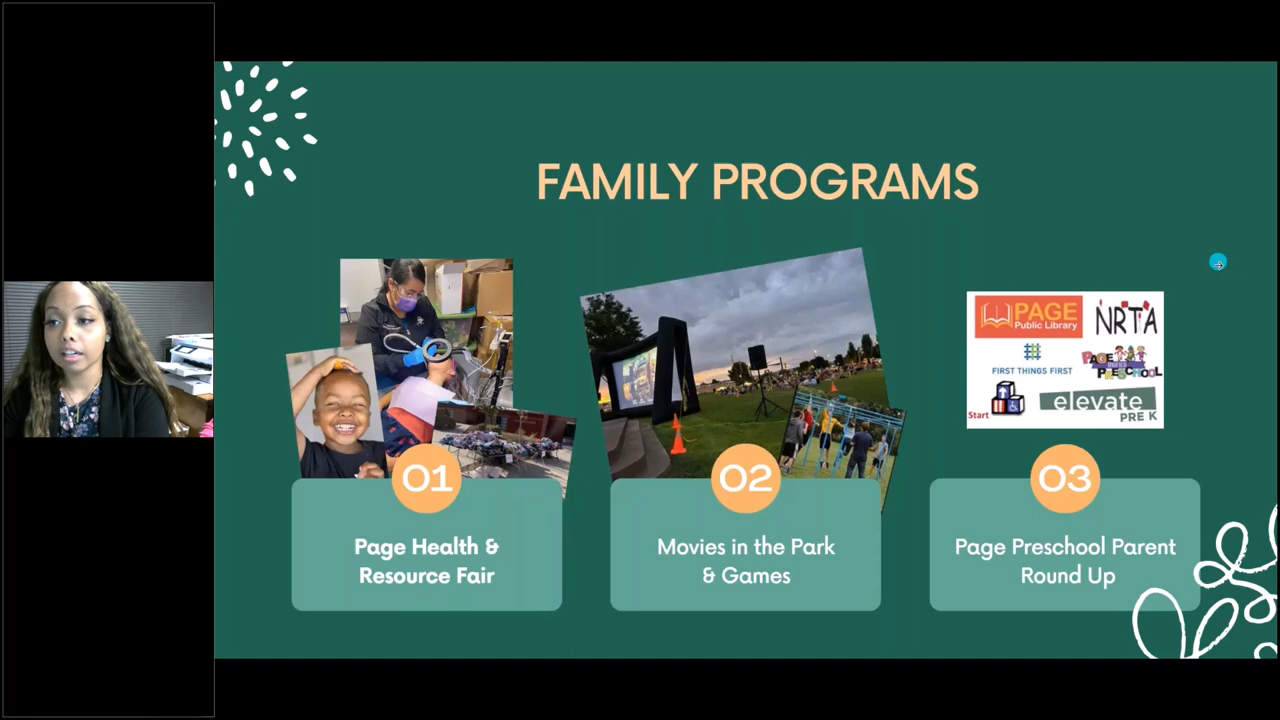 FAMILY PROGRAMS
PAGE
Public Library
NRTA
FIRST THINGS FIRST
PAGE
PRESCHOOL
Start
elevate
PRE K
01
Page Health &
Resource Fair
02
Movies in the Park
& Games
03
Page Preschool Parent
Round Up